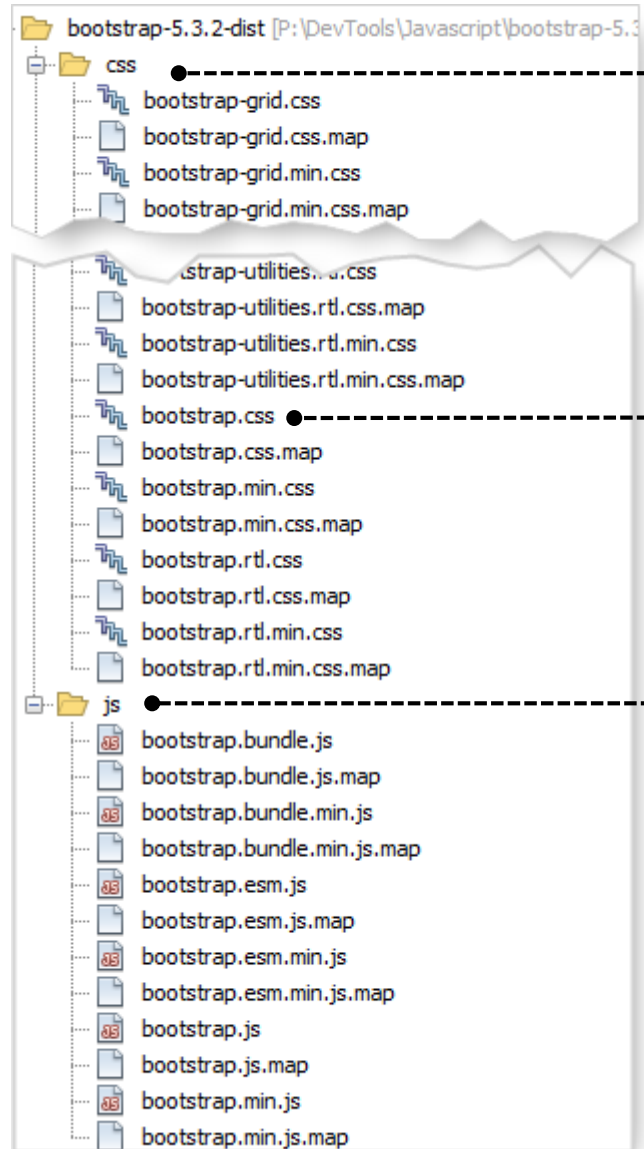 bootstrap-5.3.2-dist [P:\DevTools\Javascript\bootstrap-5.3
css
bootstrap-grid.css
bootstrap-grid.css.map
bootstrap-grid.min.css
bootstrap-grid.min.css.map
bootstrap-utilities.rtl.css.map
bootstrap-utilities.rtl.min.css
bootstrap-utilities.rtl.min.css.map
bootstrap.css
bootstrap.css.map
bootstrap.min.css
bootstrap.min.css.map
bootstrap.rtl.css
bootstrap.rtl.css.map
bootstrap.rtl.min.css
bootstrap.rtl.min.css.map
js
bootstrap.bundle.js
bootstrap.bundle.js.map
bootstrap.bundle.min.js
bootstrap.bundle.min.js.map
bootstrap.esm.js
bootstrap.esm.js.map
bootstrap.esm.min.js
bootstrap.esm.min.js.map
bootstrap.js
bootstrap.js.map
bootstrap.min.js
bootstrap.min.js.map